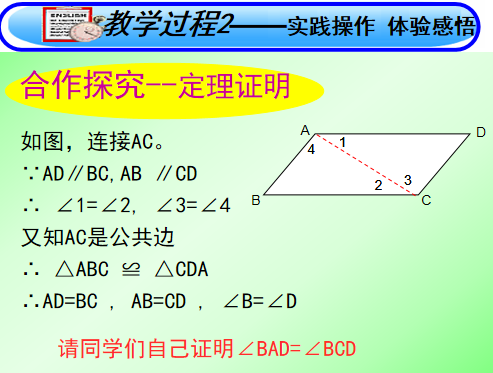 ENGLISH
教学过程2——实践操作 体验感悟
合作探究--定理证明
如图，连接AC。
∵AD∥BC,AB ∥CD
∴ ∠1=∠2, ∠3=∠4
又知AC是公共边
∴ △ABC ≌ △CDA
∴AD=BC , AB=CD , ∠B=∠D
请同学们自己证明∠BAD=∠BCD
A
D
1
4
2
3
B
C